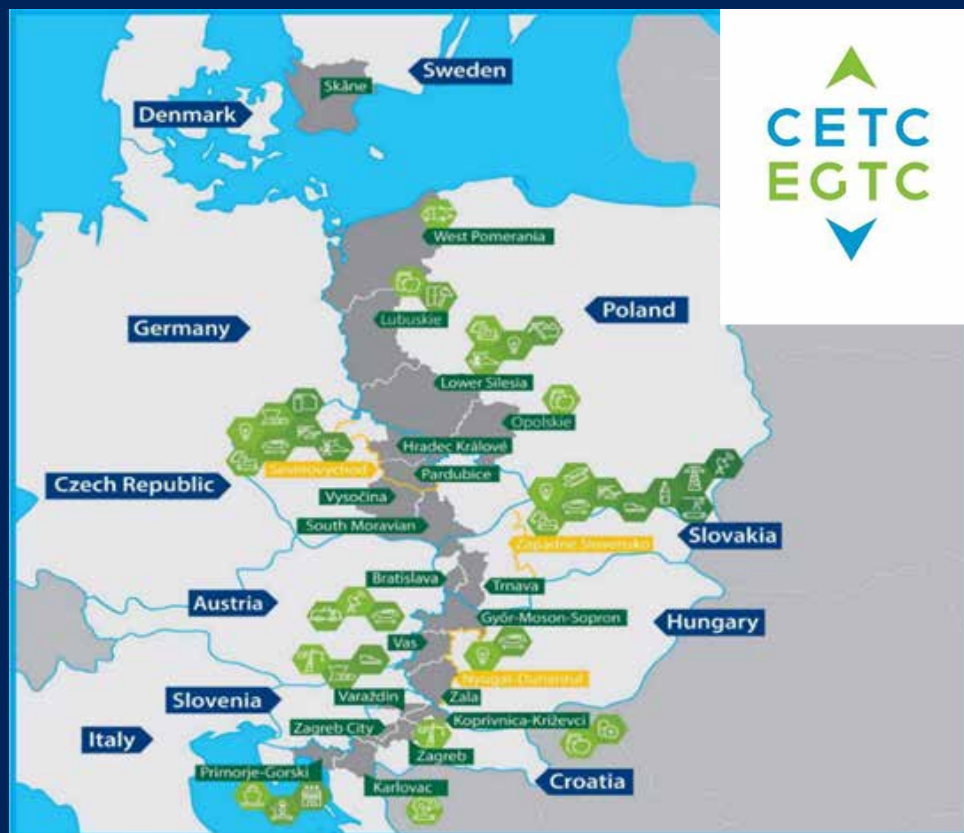 Sweden
Skåne
Denmark
CETC
EGTC
West Pomerania
Poland
Germany
Lubuskie
Lower Silesia
Opolskie
Hradec Králové
Severovýchod
Pardubice
Czech Republic
Vysočina
South Moravian
Slovakia
Západné Slovensko
Bratislava
Trnava
Austria
Győr-Moson-Sopron
Hungary
Vas
Nyugat-Dunántúl
Slovenia
Varaždin
Zala
Koprivnica-Križevci
Zagreb City
Italy
Zagreb
Primorje-Gorski
Karlovac
Croatia